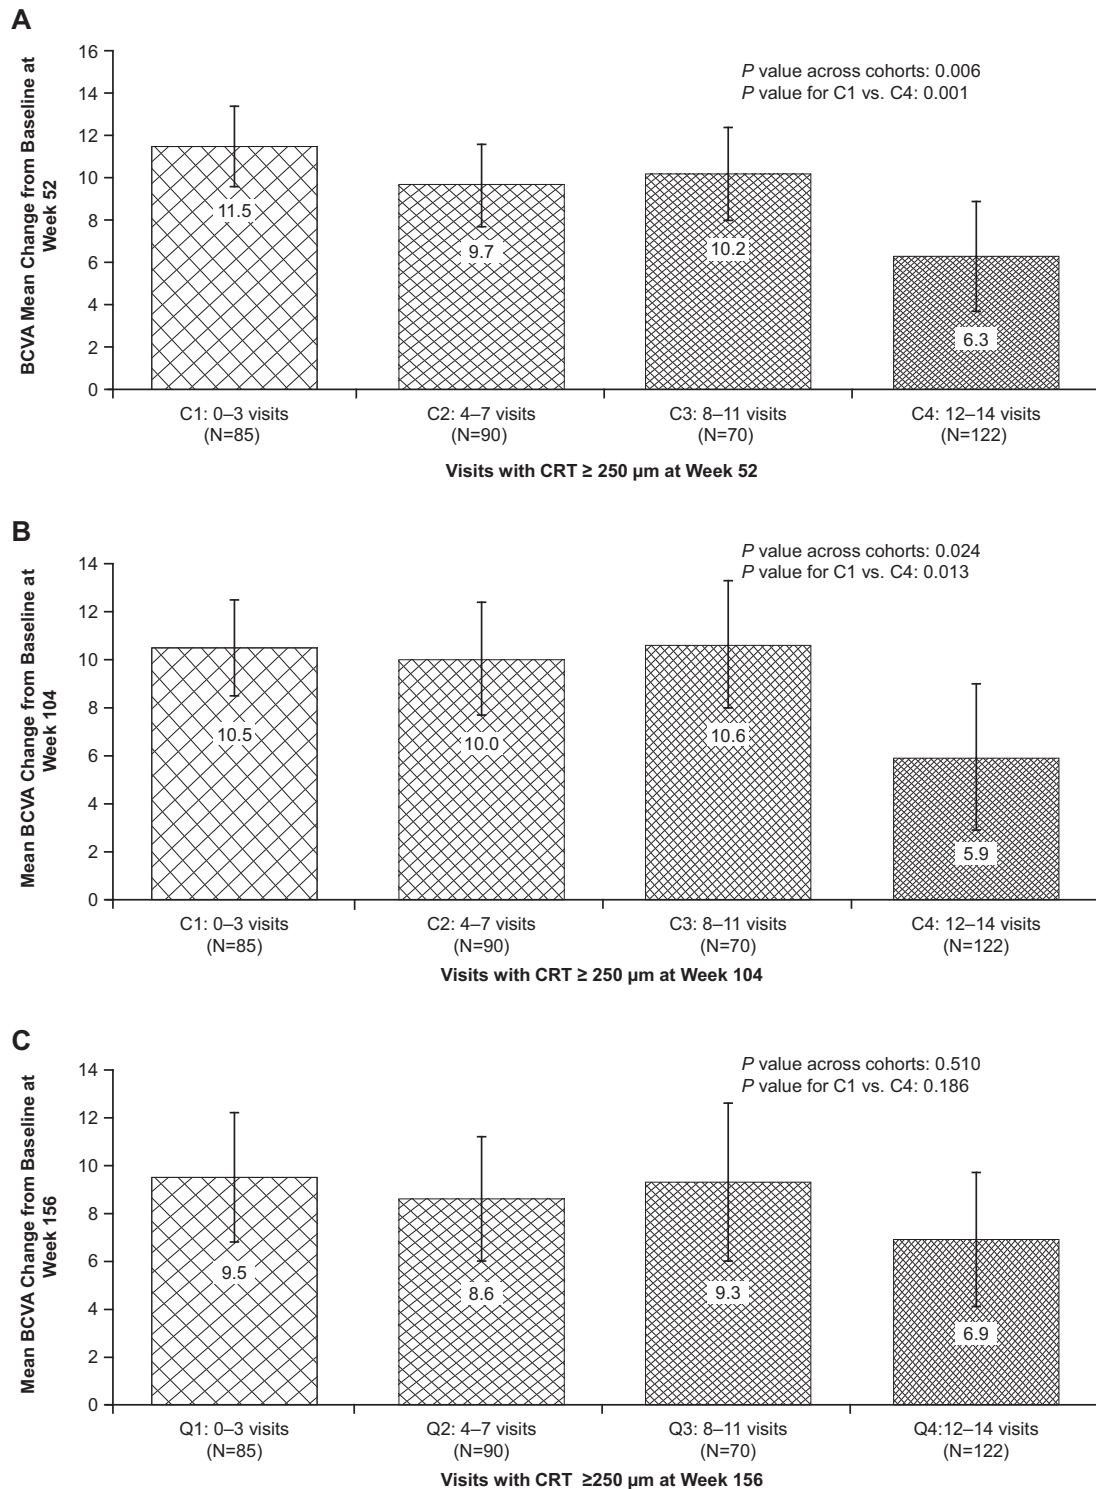 A
BCVA Mean Change from Baseline at
Week 52
16
14
12
10
8
6
4
2
0
P value across cohorts: 0.006
P value for C1 vs. C4: 0.001
11.5
9.7
10.2
6.3
C1: 0–3 visits
(N=85)
C2: 4–7 visits
(N=90)
C3: 8–11 visits
(N=70)
C4: 12–14 visits
(N=122)
Visits with CRT ≥ 250 µm at Week 52
B
Mean BCVA Change from Baseline at
Week 104
14
12
10
8
6
4
2
0
P value across cohorts: 0.024
P value for C1 vs. C4: 0.013
10.5
10.0
10.6
5.9
C1: 0–3 visits
(N=85)
C2: 4–7 visits
(N=90)
C3: 8–11 visits
(N=70)
C4: 12–14 visits
(N=122)
Visits with CRT ≥ 250 µm at Week 104
C
Mean BCVA Change from Baseline at
Week 156
14
12
10
8
6
4
2
0
P value across cohorts: 0.510
P value for C1 vs. C4: 0.186
9.5
8.6
9.3
6.9
Q1: 0–3 visits
(N=85)
Q2: 4–7 visits
(N=90)
Q3: 8–11 visits
(N=70)
Q4:12–14 visits
(N=122)
Visits with CRT ≥250 µm at Week 156